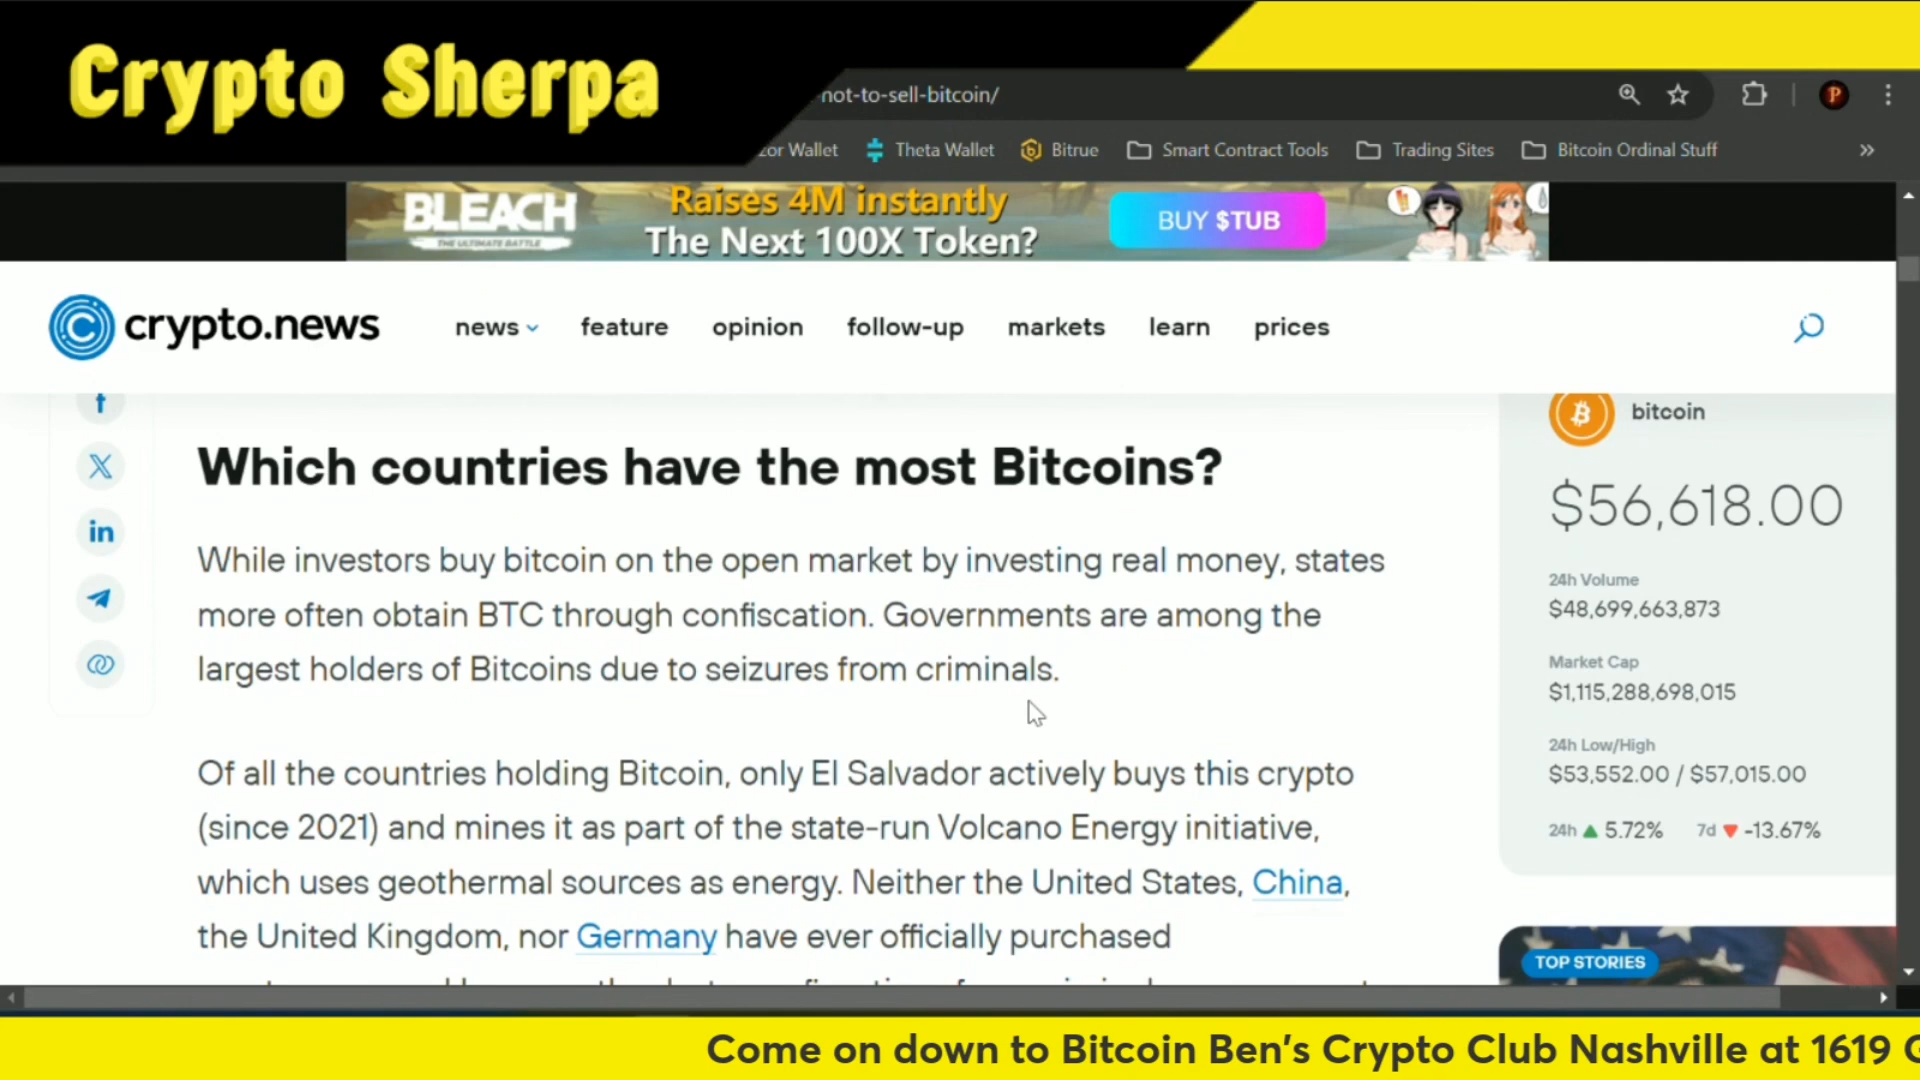 Crypto Sherpa
not-to-sell-bitcoin/
zor Wallet
Theta Wallet
Bitrue
Smart Contract Tools
Trading Sites
Bitcoin Ordinal Stuff
BLEACH
THE ULTIMATE BATTLE
Raises 4M instantly
The Next 100X Token?
BUY $TUB
crypto.news
news
feature
opinion
follow-up
markets
learn
prices
Which countries have the most Bitcoins?
While investors buy bitcoin on the open market by investing real money, states
more often obtain BTC through confiscation. Governments are among the
largest holders of Bitcoins due to seizures from criminals.
Of all the countries holding Bitcoin, only El Salvador actively buys this crypto
(since 2021) and mines it as part of the state-run Volcano Energy initiative,
which uses geothermal sources as energy. Neither the United States, China,
the United Kingdom, nor Germany have ever officially purchased
bitcoin
$56,618.00
24h Volume
$48,699,663,873
Market Cap
$1,115,288,698,015
24h Low/High
$53,552.00 / $57,015.00
24h ▲ 5.72% 7d ▼ -13.67%
TOP STORIES
Come on down to Bitcoin Ben's Crypto Club Nashville at 1619